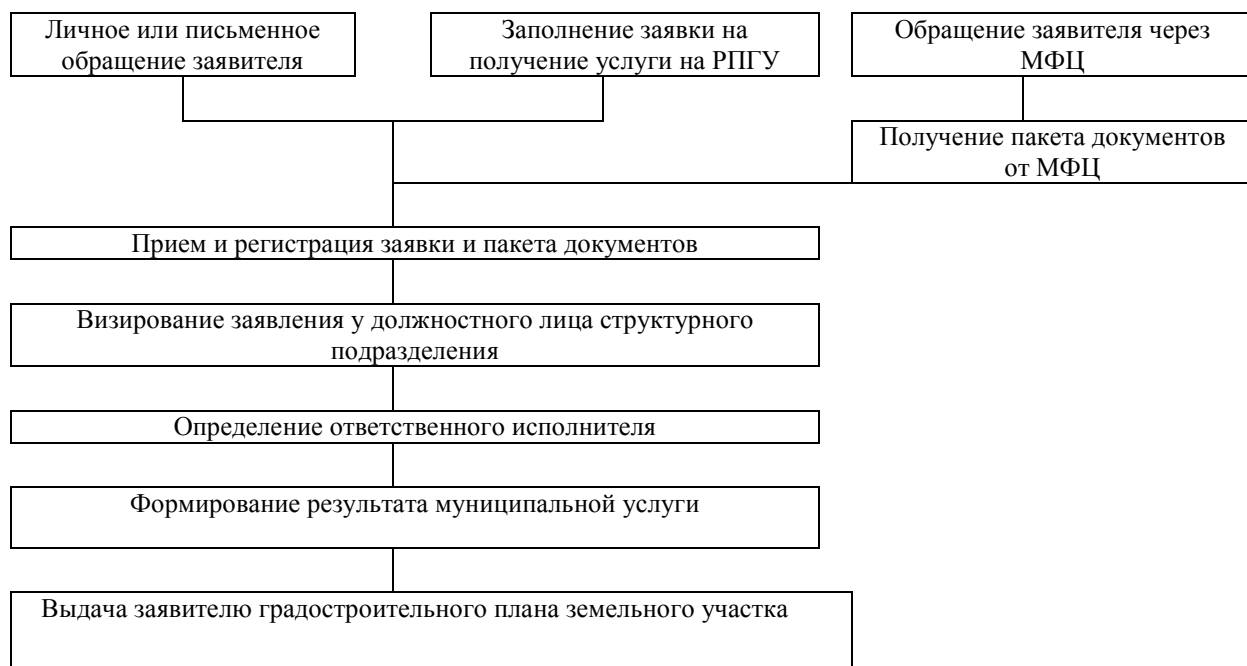 Личное или письменное
обращение заявителя
Заполнение заявки на
получение услуги на РПГУ
Обращение заявителя через
МФЦ
Получение пакета документов
от МФЦ
Прием и регистрация заявки и пакета документов
Визирование заявления у должностного лица структурного
подразделения
Определение ответственного исполнителя
Формирование результата муниципальной услуги
Выдача заявителю градостроительного плана земельного участка